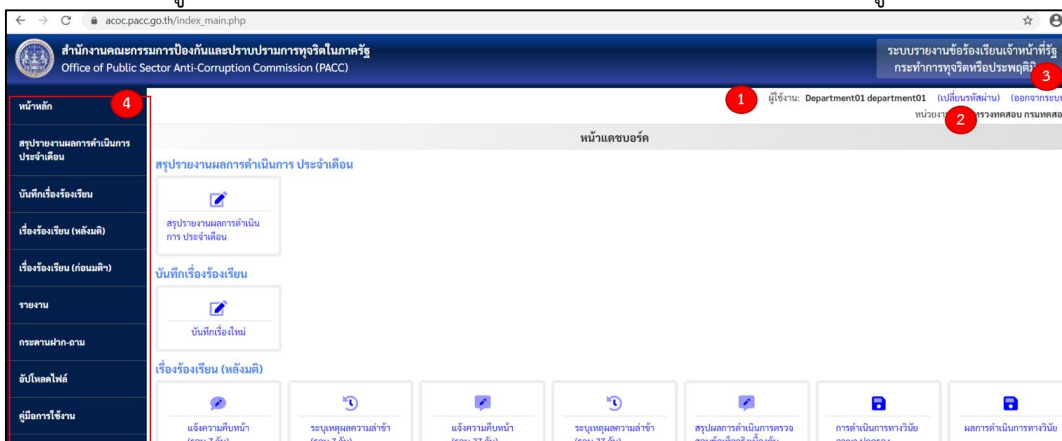 acoc.pacc.go.th/index_main.php
สำนักงานคณะกรรมการป้องกันและปราบปรามการทุจริตในภาครัฐ
Office of Public Sector Anti-Corruption Commission (PACC)
ระบบรายงานข้อร้องเรียนเจ้าหน้าที่รัฐ
กระทำการทุจริตหรือประพฤติมิ
3
4
1
ผู้ใช้งาน: Department01 department01 (เปลี่ยนรหัสผ่าน) (ออกจากระบบ
หน่วยงา
2
รวงทดสอบ กรมทดสอ
หน้าหลัก
สรุปรายงานผลการดำเนินการ
ประจำเดือน
บันทึกเรื่องร้องเรียน
เรื่องร้องเรียน (หลังมติ)
เรื่องร้องเรียน (ก่อนมติฯ)
รายงาน
กระดานฝาก-ถาม
อัปโหลดไฟล์
คู่มือการใช้งาน
หน้าแดชบอร์ด
สรุปรายงานผลการดำเนินการ ประจำเดือน
สรุปรายงานผลการดำเนิน
การ ประจำเดือน
บันทึกเรื่องร้องเรียน
บันทึกเรื่องใหม่
เรื่องร้องเรียน (หลังมติ)
แจ้งความคืบหน้า
ระบุเหตุผลความล่าช้า
แจ้งความคืบหน้า
ระบุเหตุผลความล่าช้า
สรุปผลการดำเนินการตรวจ
การดำเนินการทางวินัย
ผลการดำเนินการทางวินัย